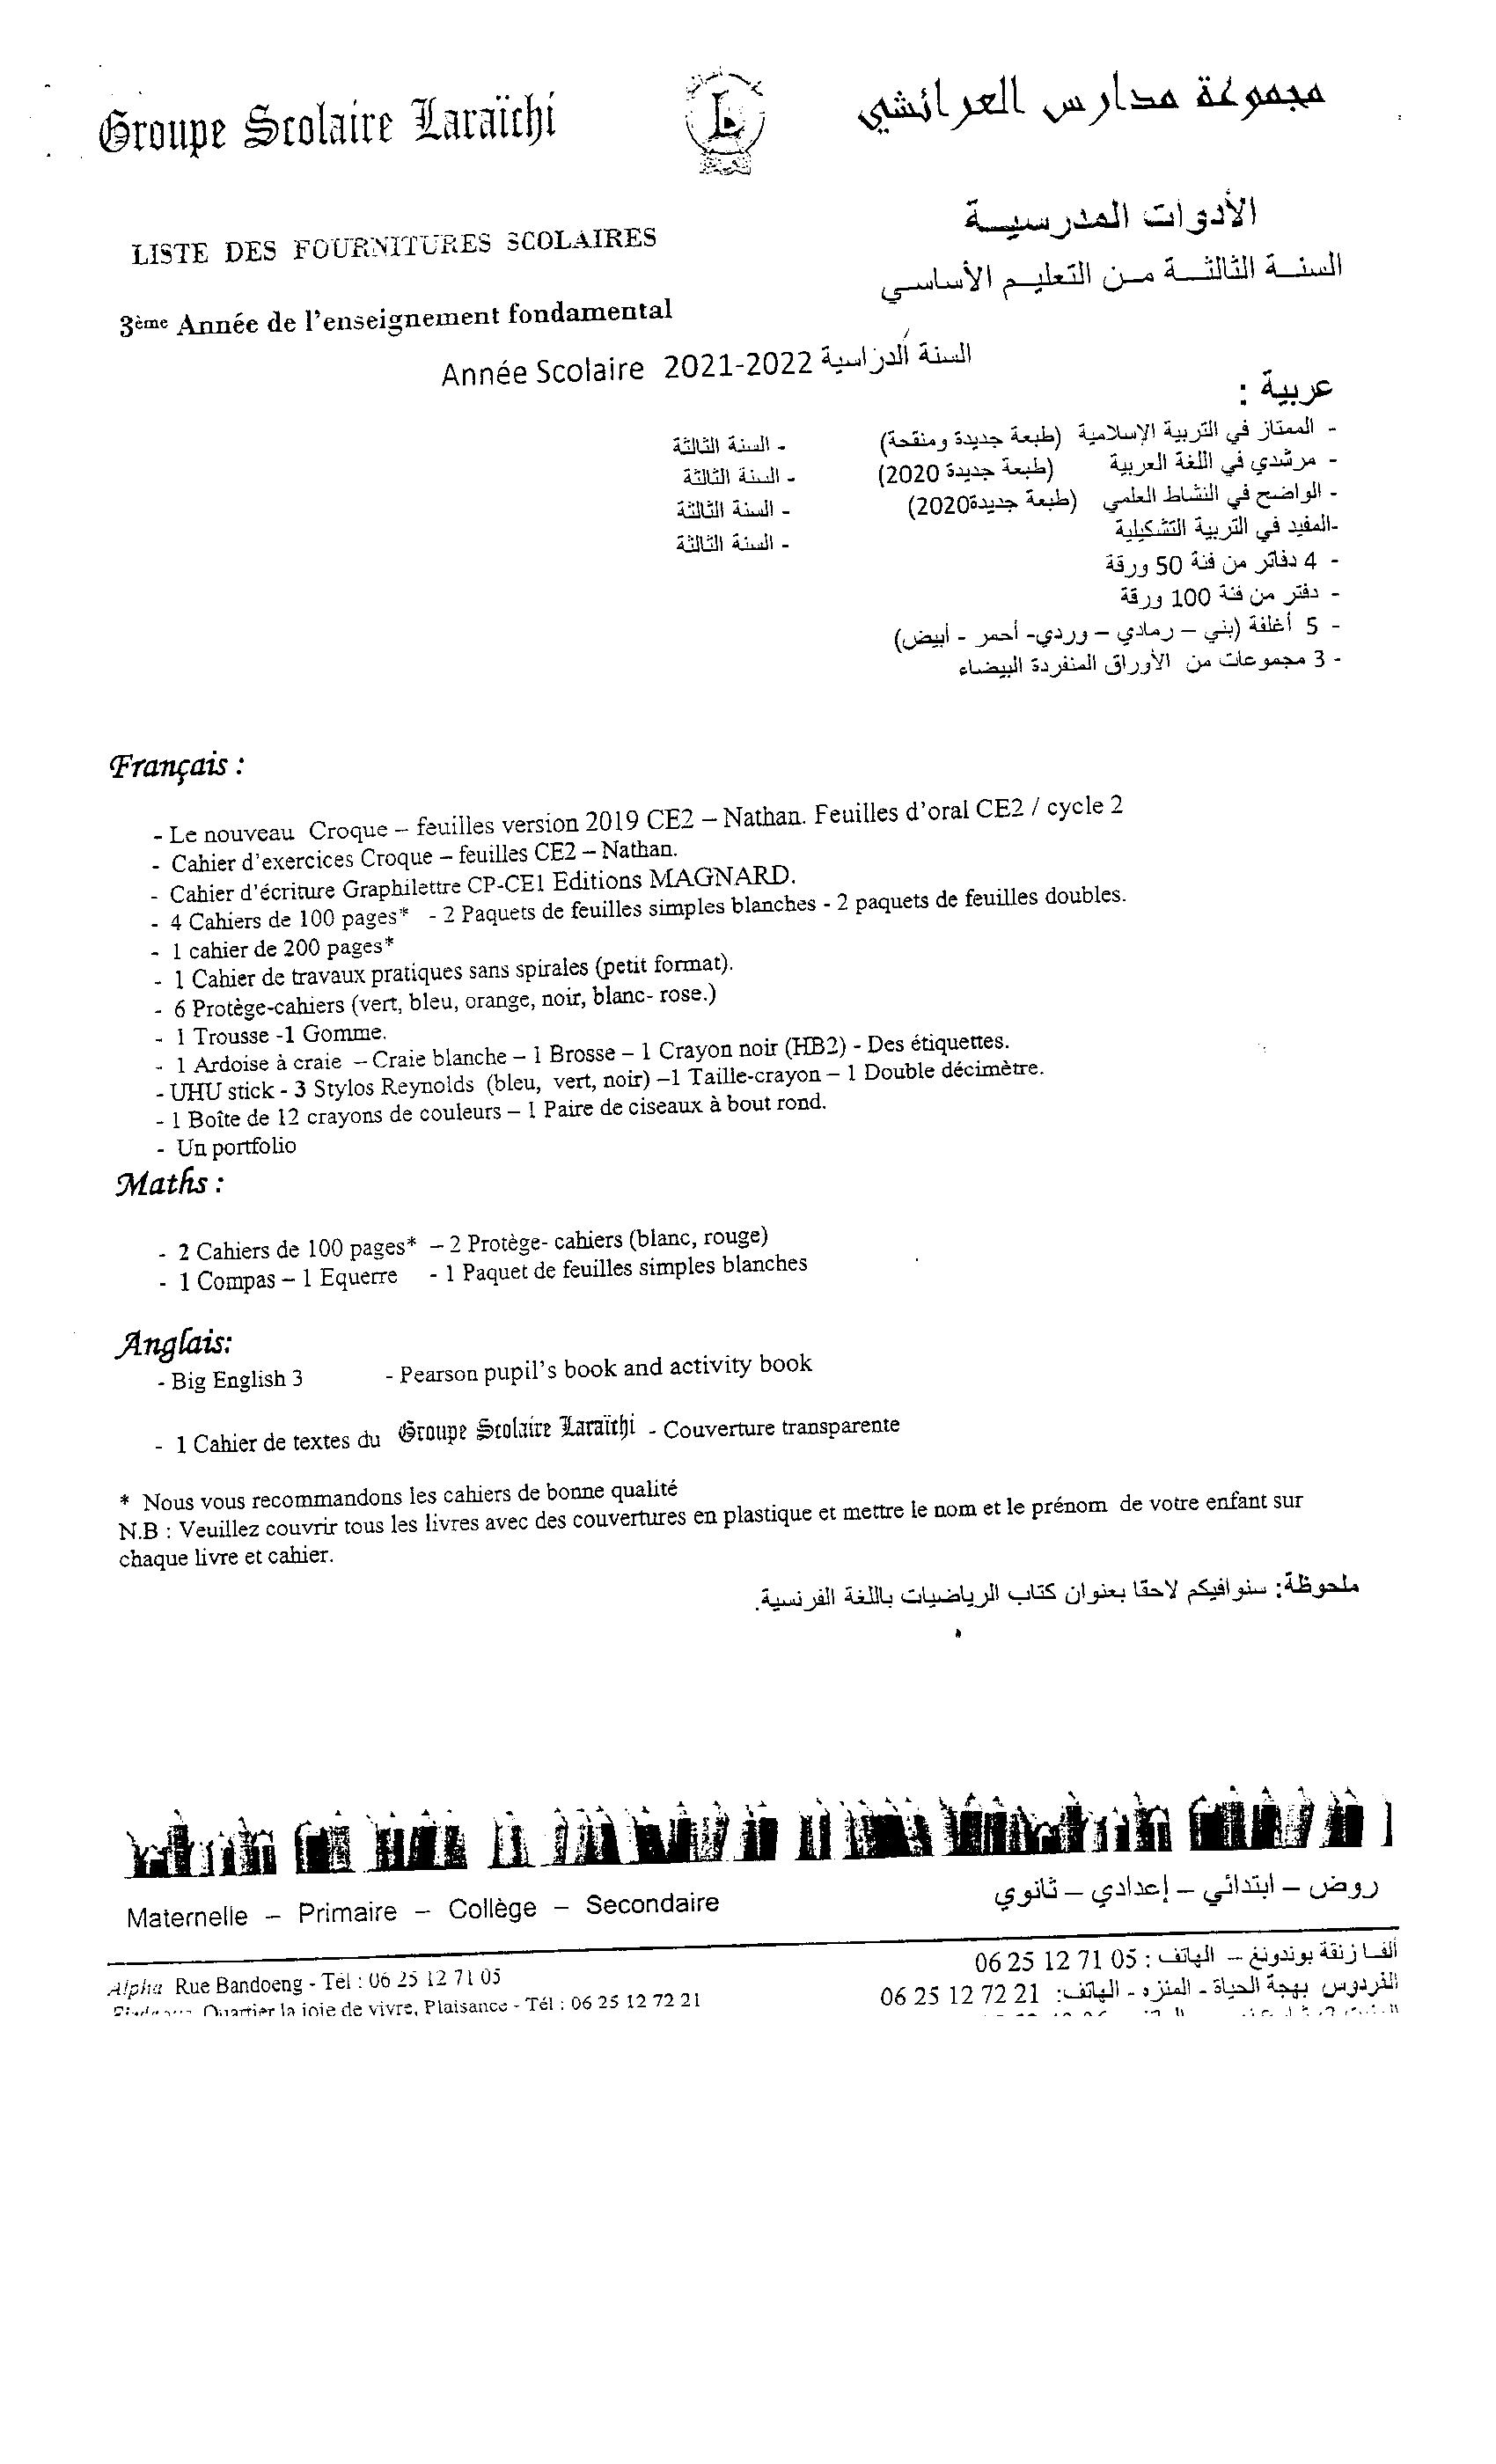 Groupe Scolaire Laraïchi
مجموعة مدارس العرائشي
LISTE DES FOURNITURES SCOLAIRES
الأدوات المدرسيـــة
3ème Année de l'enseignement fondamental
السنــة الثالثـــة مــن التعليــم الأساســي
Année Scolaire 2021-2022 السنة الدراسية
عربية :
- الممتاز في التربية الإسلامية (طبعة جديدة ومنقحة) - السنة الثالثة
- مرشدي في اللغة العربية (طبعة جديدة 2020) - السنة الثالثة
- الواضح في النشاط العلمي (طبعة جديدة2020) - السنة الثالثة
-المفيد في التربية التشكيلية - السنة الثالثة
- 4 دفاتر من فئة 50 ورقة
- دفتر من فئة 100 ورقة
- 5 أغلفة (بني – رمادي – وردي- أحمر - أبيض)
- 3 مجموعات من الأوراق المنفردة البيضاء
Français :
- Le nouveau Croque – feuilles version 2019 CE2 – Nathan. Feuilles d'oral CE2 / cycle 2
- Cahier d'exercices Croque – feuilles CE2 – Nathan.
- Cahier d'écriture Graphilettre CP-CE1 Editions MAGNARD.
- 4 Cahiers de 100 pages* - 2 Paquets de feuilles simples blanches - 2 paquets de feuilles doubles.
- 1 cahier de 200 pages*
- 1 Cahier de travaux pratiques sans spirales (petit format).
- 6 Protège-cahiers (vert, bleu, orange, noir, blanc- rose.)
- 1 Trousse -1 Gomme.
- 1 Ardoise à craie – Craie blanche – 1 Brosse – 1 Crayon noir (HB2) - Des étiquettes.
- UHU stick - 3 Stylos Reynolds (bleu, vert, noir) –1 Taille-crayon – 1 Double décimètre.
- 1 Boîte de 12 crayons de couleurs – 1 Paire de ciseaux à bout rond.
- Un portfolio
Maths :
- 2 Cahiers de 100 pages* – 2 Protège- cahiers (blanc, rouge)
- 1 Compas – 1 Equerre - 1 Paquet de feuilles simples blanches
Anglais:
- Big English 3 - Pearson pupil's book and activity book
- 1 Cahier de textes du Groupe Scolaire Laraïchi - Couverture transparente
* Nous vous recommandons les cahiers de bonne qualité
N.B : Veuillez couvrir tous les livres avec des couvertures en plastique et mettre le nom et le prénom de votre enfant sur
chaque livre et cahier.
ملحوظة: سنوافيكم لاحقا بعنوان كتاب الرياضيات باللغة الفرنسية.
Maternelle – Primaire – Collège – Secondaire
روض – ابتدائي – إعدادي – ثانوي
Alpha Rue Bandoeng - Tél : 06 25 12 71 05
ألفا زنقة بوندونغ – الهاتف : 05 71 12 25 06
Quartier la joie de vivre, Plaisance - Tél : 06 25 12 72 21
الفردوس بهجة الحياة - المنزه - الهاتف: 21 72 12 25 06